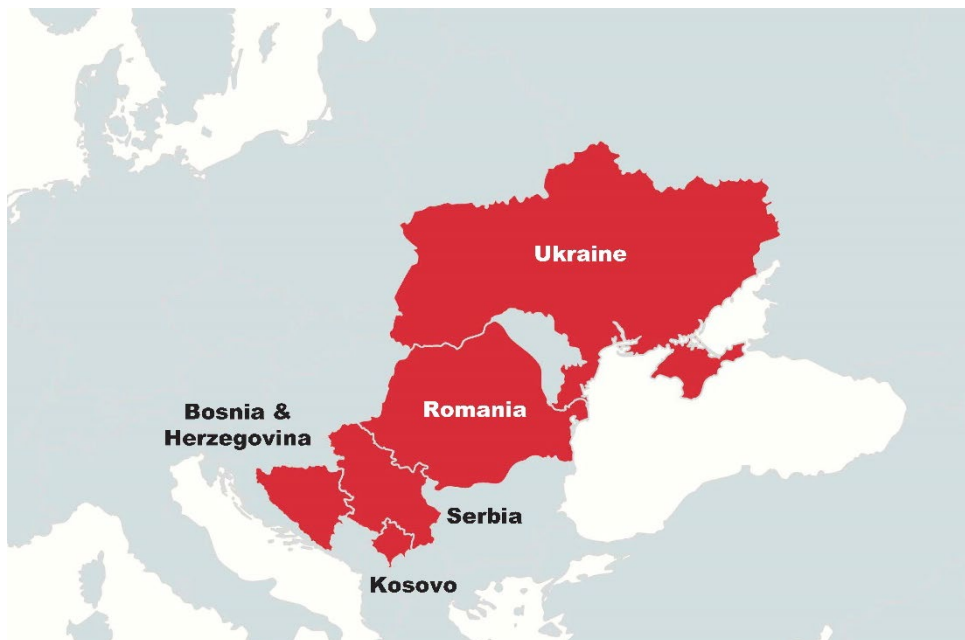 Ukraine
Romania
Bosnia &
Herzegovina
Serbia
Kosovo